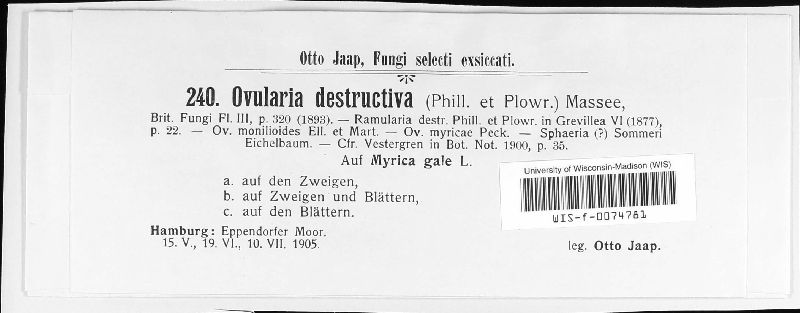 Otto Jaap, Fungi selecti exsiccati.
240. Ovularia destructiva (Phill. et Plowr.) Massee,
Brit. Fungi Fl. III, p. 320 (1893). — Ramularia destr. Phill. et Plowr. in Grevillea VI (1877),
p. 22. — Ov. monilioides Ell. et Mart. — Ov. myricae Peck. — Sphaeria (?) Sommeri
Eichelbaum. — Cfr. Vestergren in Bot. Not. 1900, p. 35.
Auf Myrica gale L.
a. auf den Zweigen,
b. auf Zweigen und Blättern,
c. auf den Blättern.
University of Wisconsin-Madison (WIS)
WIS-f-0074781
Hamburg: Eppendorfer Moor.
15. V., 19. VI., 10. VII. 1905.
leg. Otto Jaap.